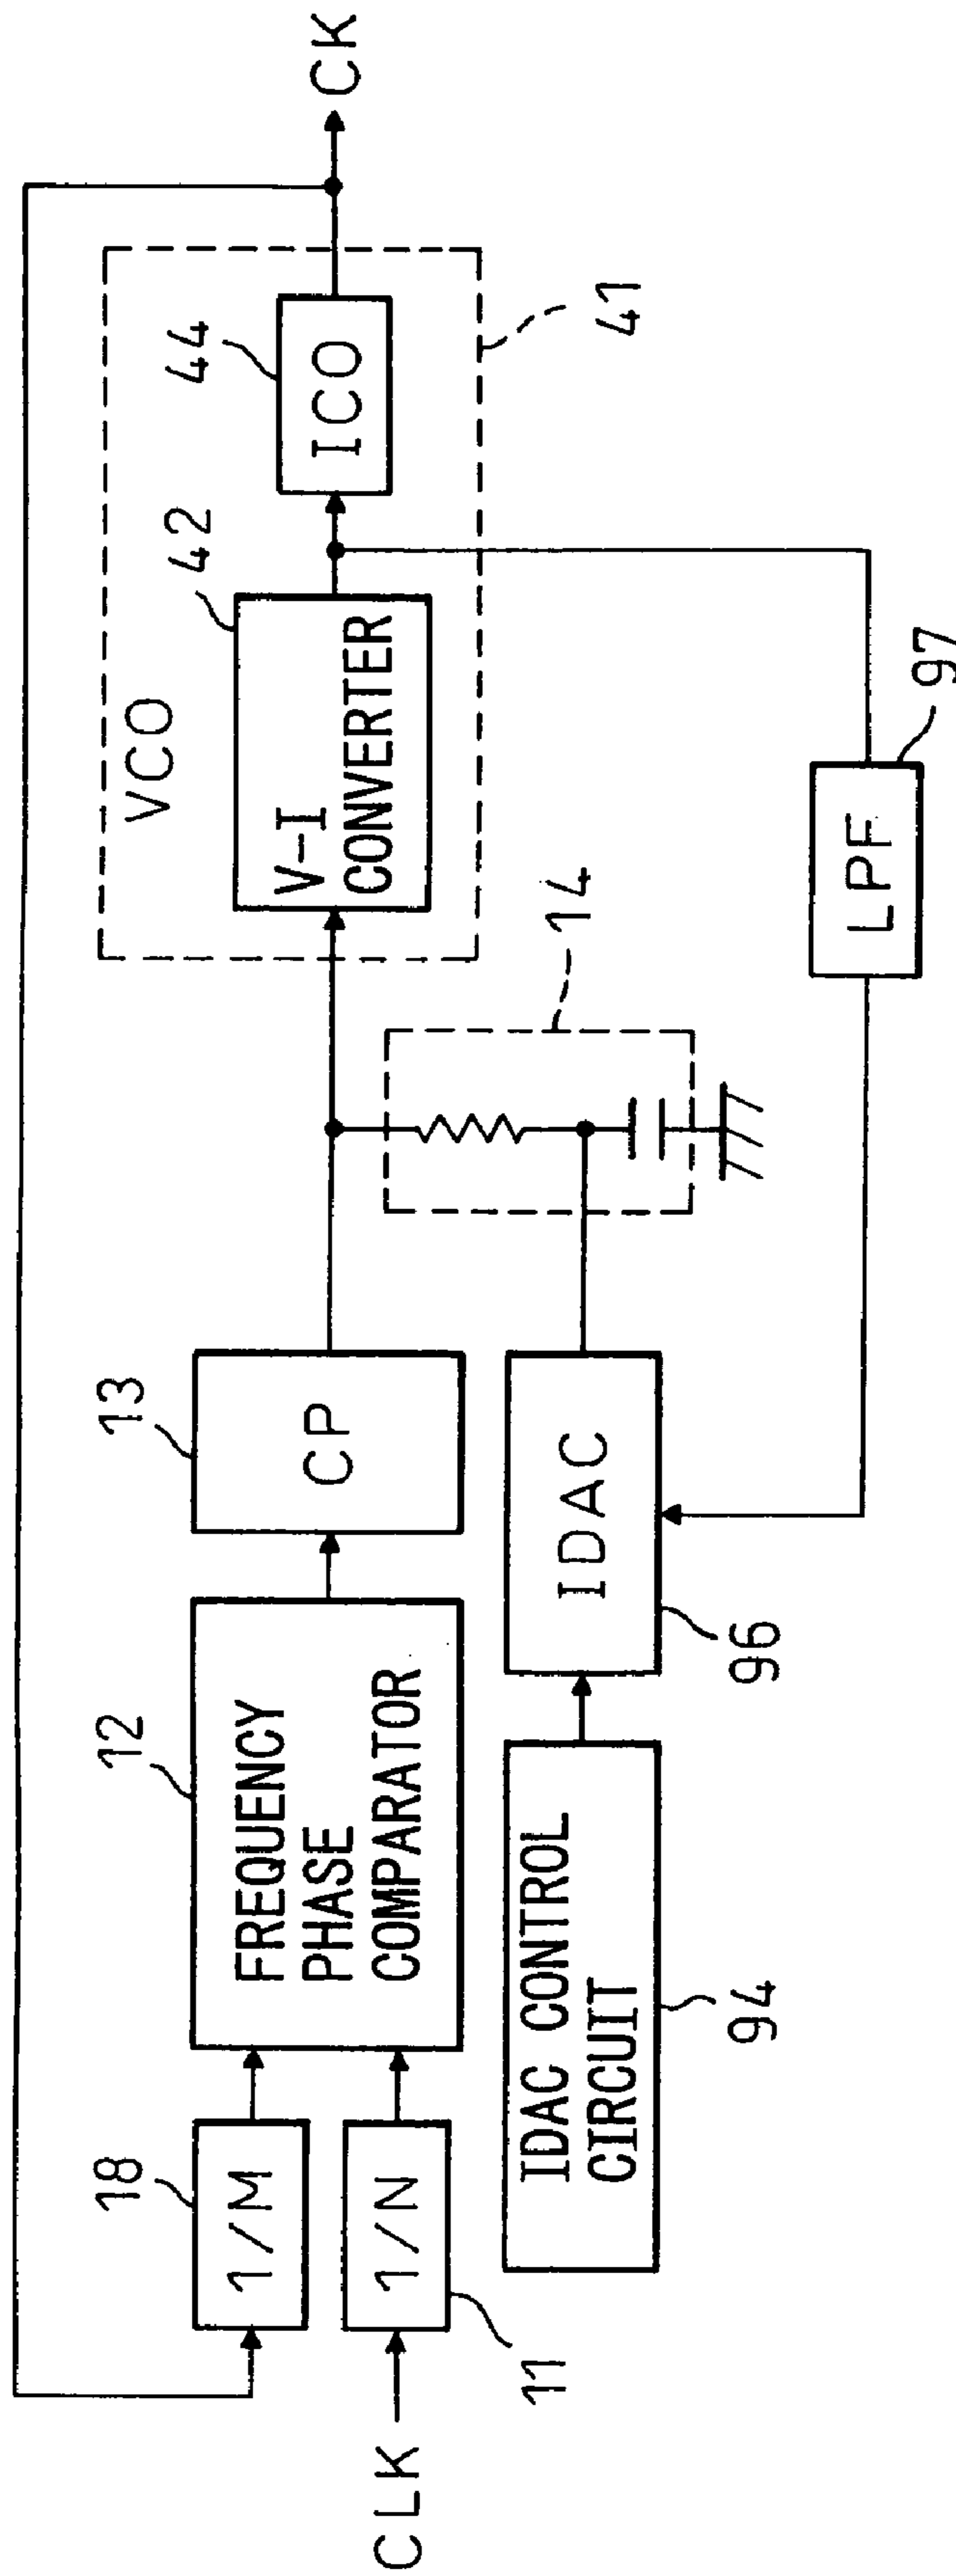 CK
44
ICO
42
VCO
V-I
CONVERTER
41
14
LPF
97
13
CP
IDAC
96
12
FREQUENCY
PHASE
COMPARATOR
IDAC CONTROL
CIRCUIT
94
18
1/M
1/N
11
CLK